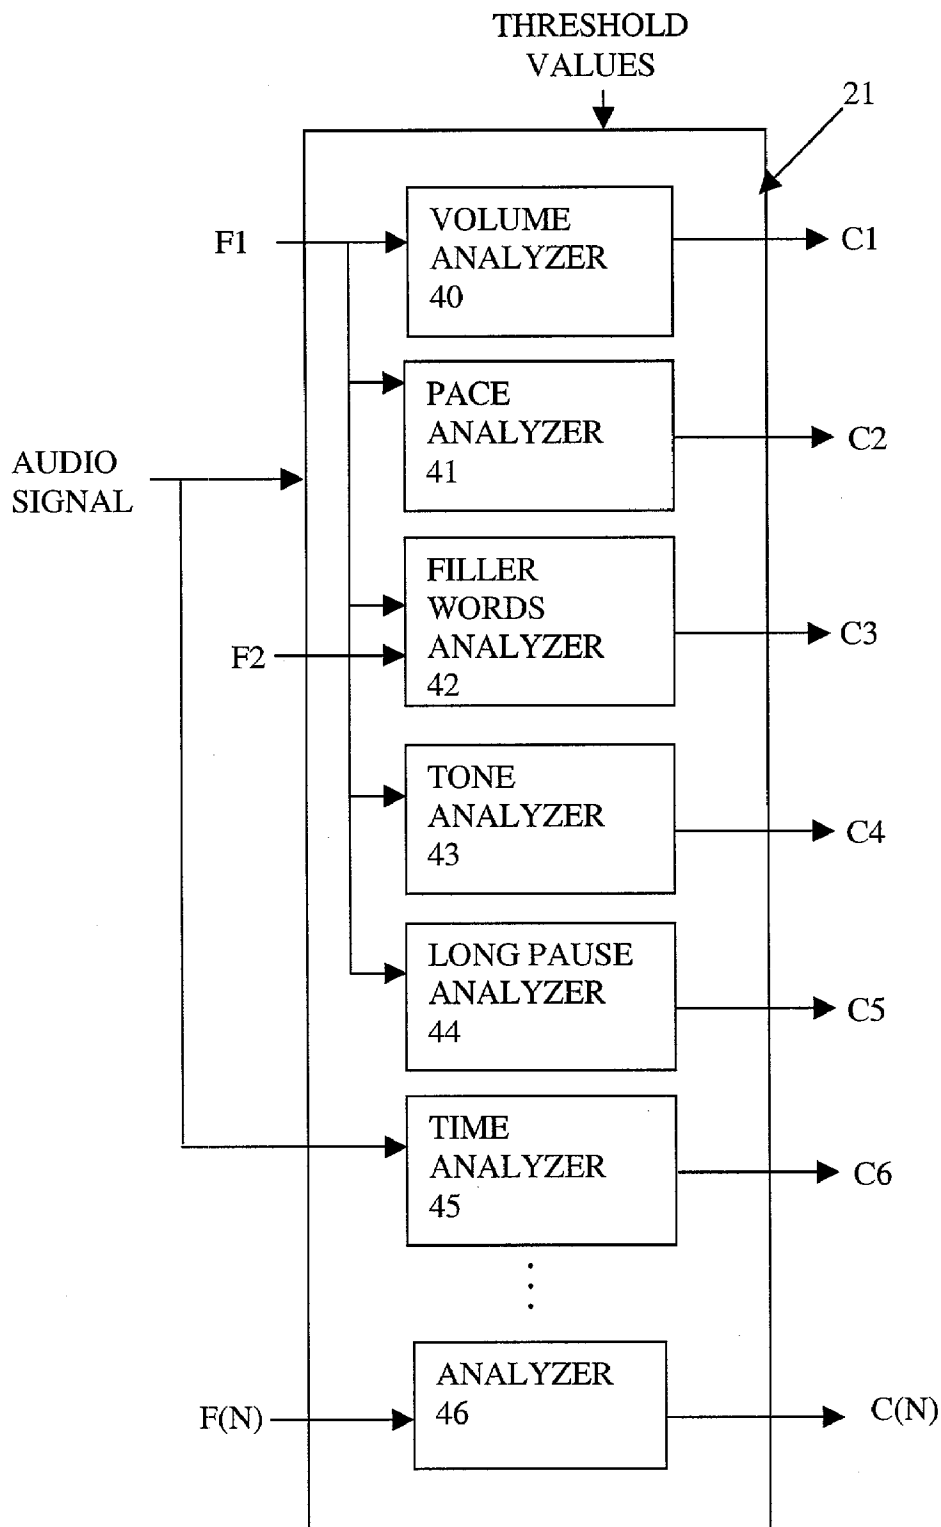 THRESHOLD
VALUES
21
VOLUME
ANALYZER
40
F1
C1
PACE
ANALYZER
41
C2
AUDIO
SIGNAL
FILLER
WORDS
ANALYZER
42
F2
C3
TONE
ANALYZER
43
C4
LONG PAUSE
ANALYZER
44
C5
TIME
ANALYZER
45
C6
ANALYZER
46
F(N)
C(N)